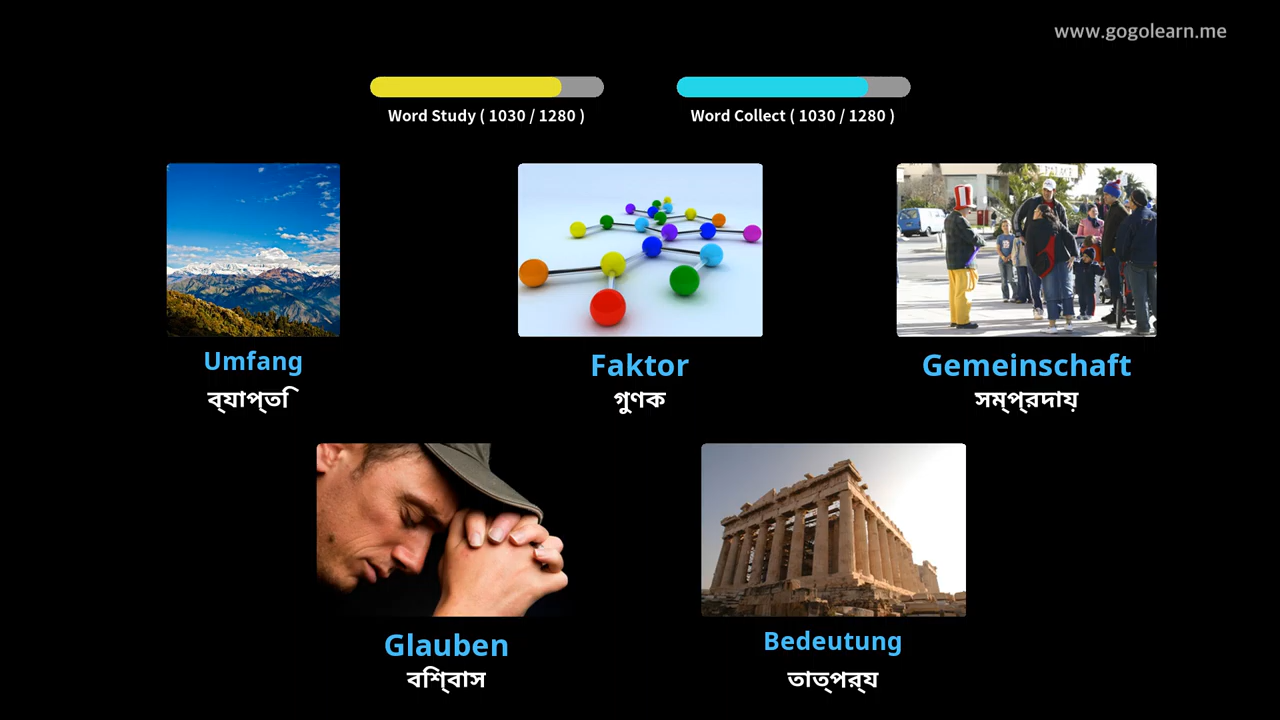 www.gogolearn.me
Word Study ( 1030 / 1280 )
Word Collect ( 1030 / 1280 )
Umfang
ব্যাপ্তি
Faktor
গুণক
Gemeinschaft
সম্প্রদায়
Glauben
বিশ্বাস
Bedeutung
তাত্পর্য